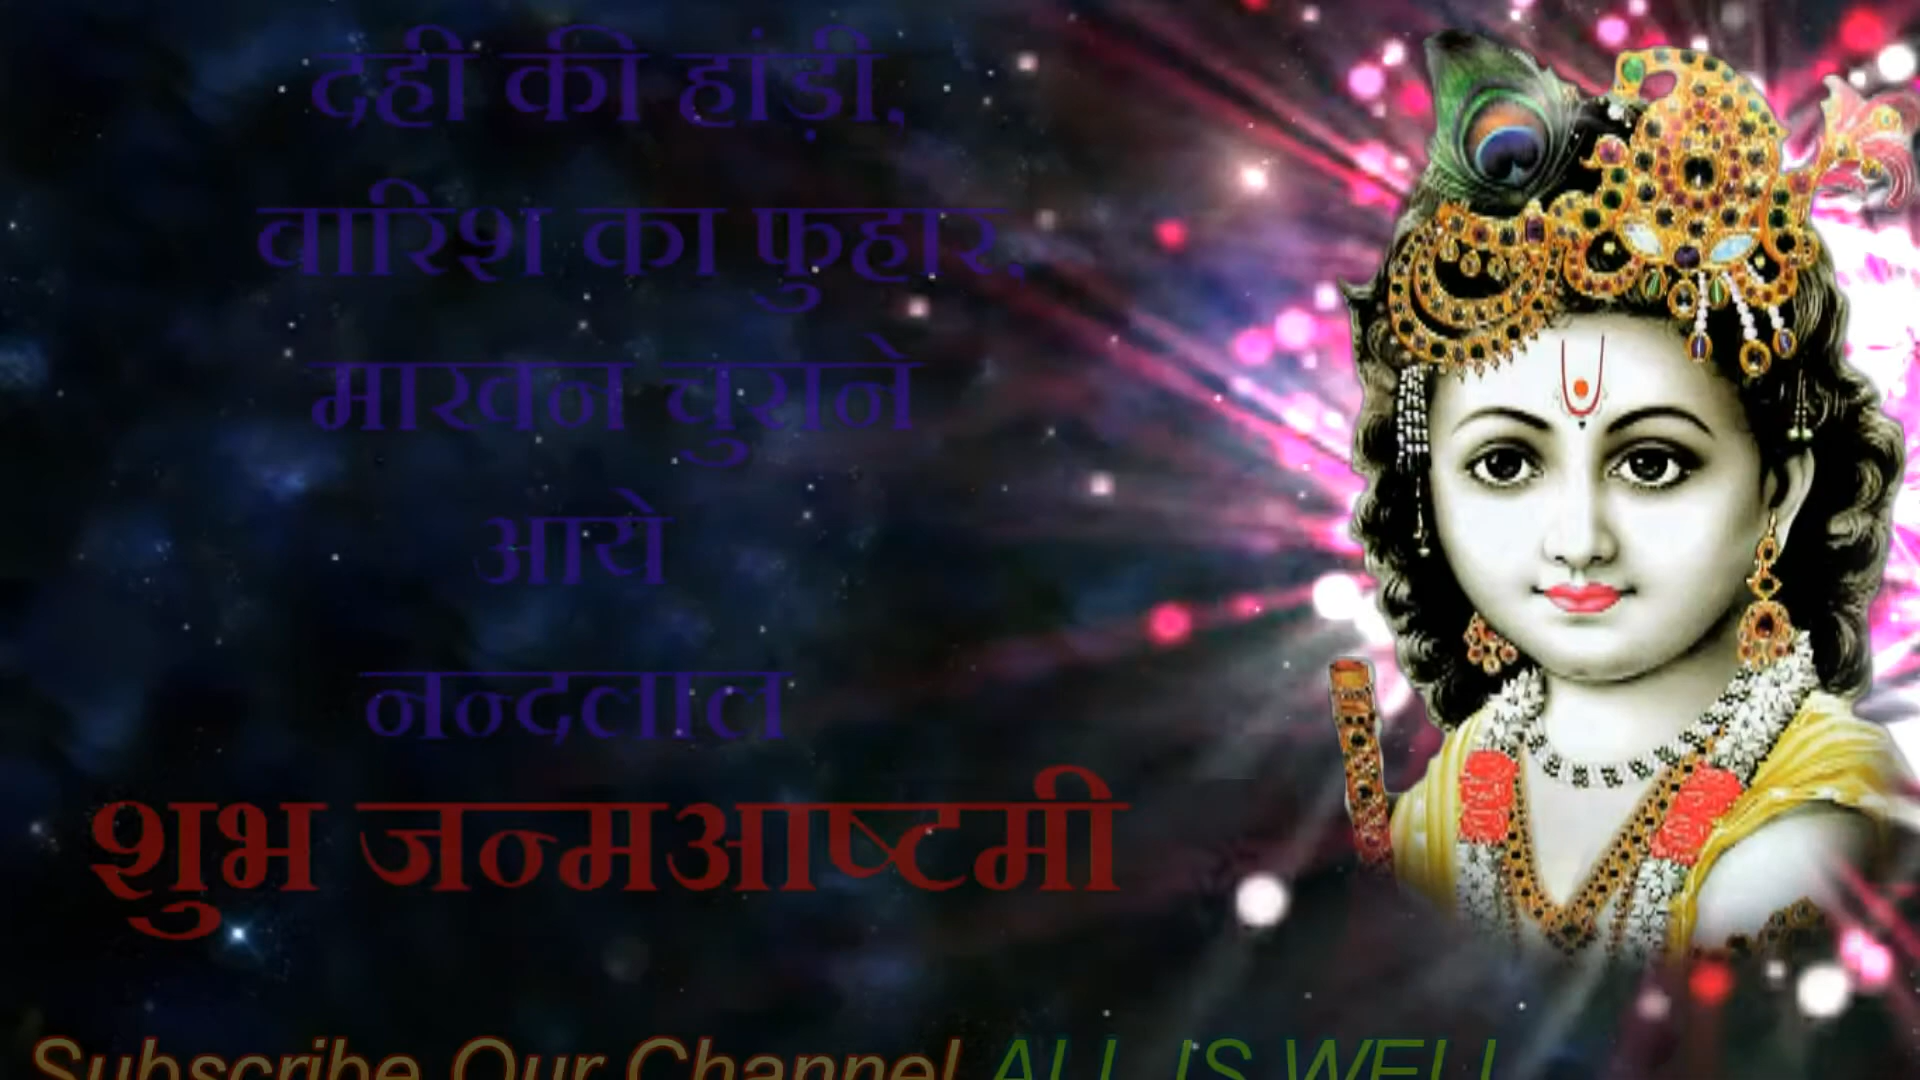 दही की हांड़ी,
वारिश का फुहार,
माखन चुराने
आये
नन्दलाल
शुभ जन्मआष्टमी
Subscribe Our Channel ALL IS WELL